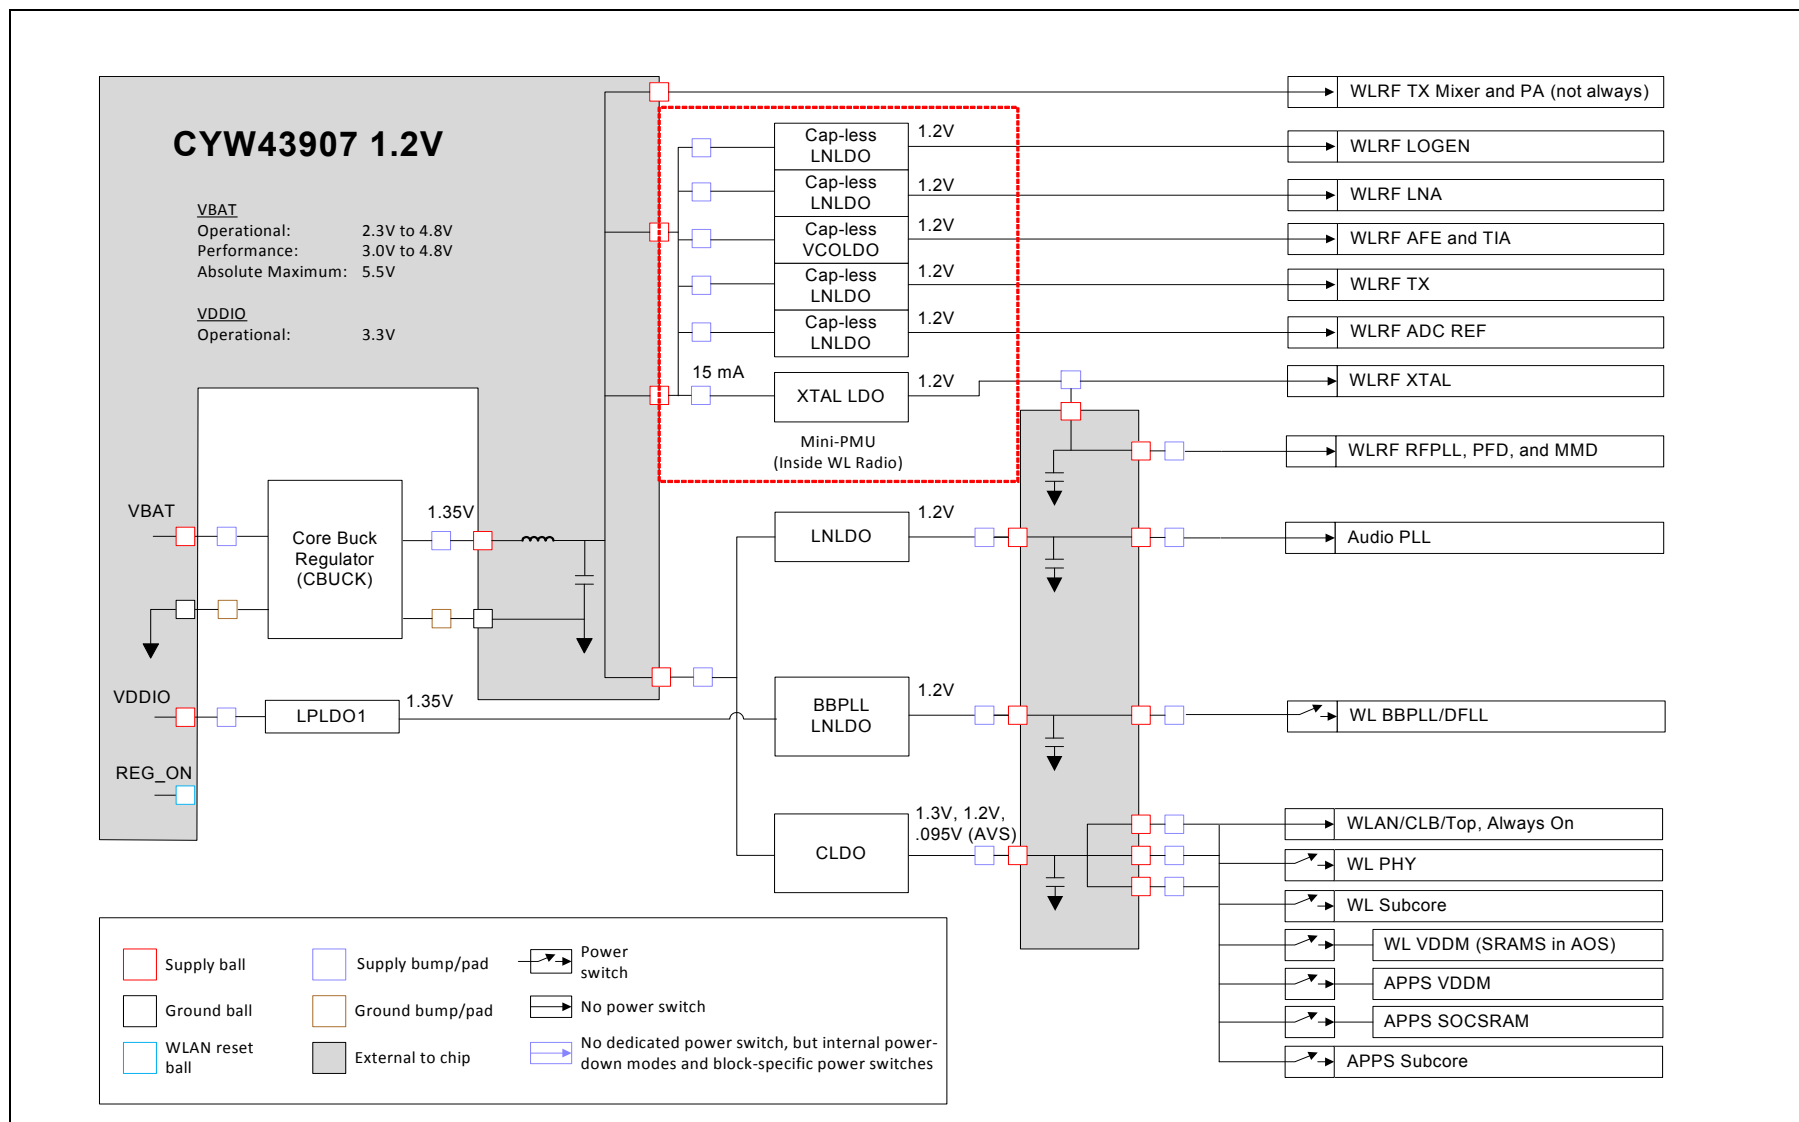 CYW43907 1.2V
VBAT
Operational: 2.3V to 4.8V
Performance: 3.0V to 4.8V
Absolute Maximum: 5.5V
VDDIO
Operational: 3.3V
VBAT
Core Buck
Regulator
(CBUCK)
1.35V
VDDIO
LPLDO1
1.35V
REG_ON
Cap-less
LNLDO
1.2V
Cap-less
LNLDO
1.2V
Cap-less
VCOLDO
1.2V
Cap-less
LNLDO
1.2V
Cap-less
LNLDO
1.2V
15 mA
XTAL LDO
1.2V
Mini-PMU
(Inside WL Radio)
LNLDO
1.2V
BBPLL
LNLDO
1.2V
CLDO
1.3V, 1.2V,
.095V (AVS)
WLRF TX Mixer and PA (not always)
WLRF LOGEN
WLRF LNA
WLRF AFE and TIA
WLRF TX
WLRF ADC REF
WLRF XTAL
WLRF RFPLL, PFD, and MMD
Audio PLL
WL BBPLL/DFLL
WLAN/CLB/Top, Always On
WL PHY
WL Subcore
WL VDDM (SRAMS in AOS)
APPS VDDM
APPS SOCSRAM
APPS Subcore
Supply ball
Ground ball
WLAN reset
ball
Supply bump/pad
Ground bump/pad
External to chip
Power
switch
No power switch
No dedicated power switch, but internal power-
down modes and block-specific power switches